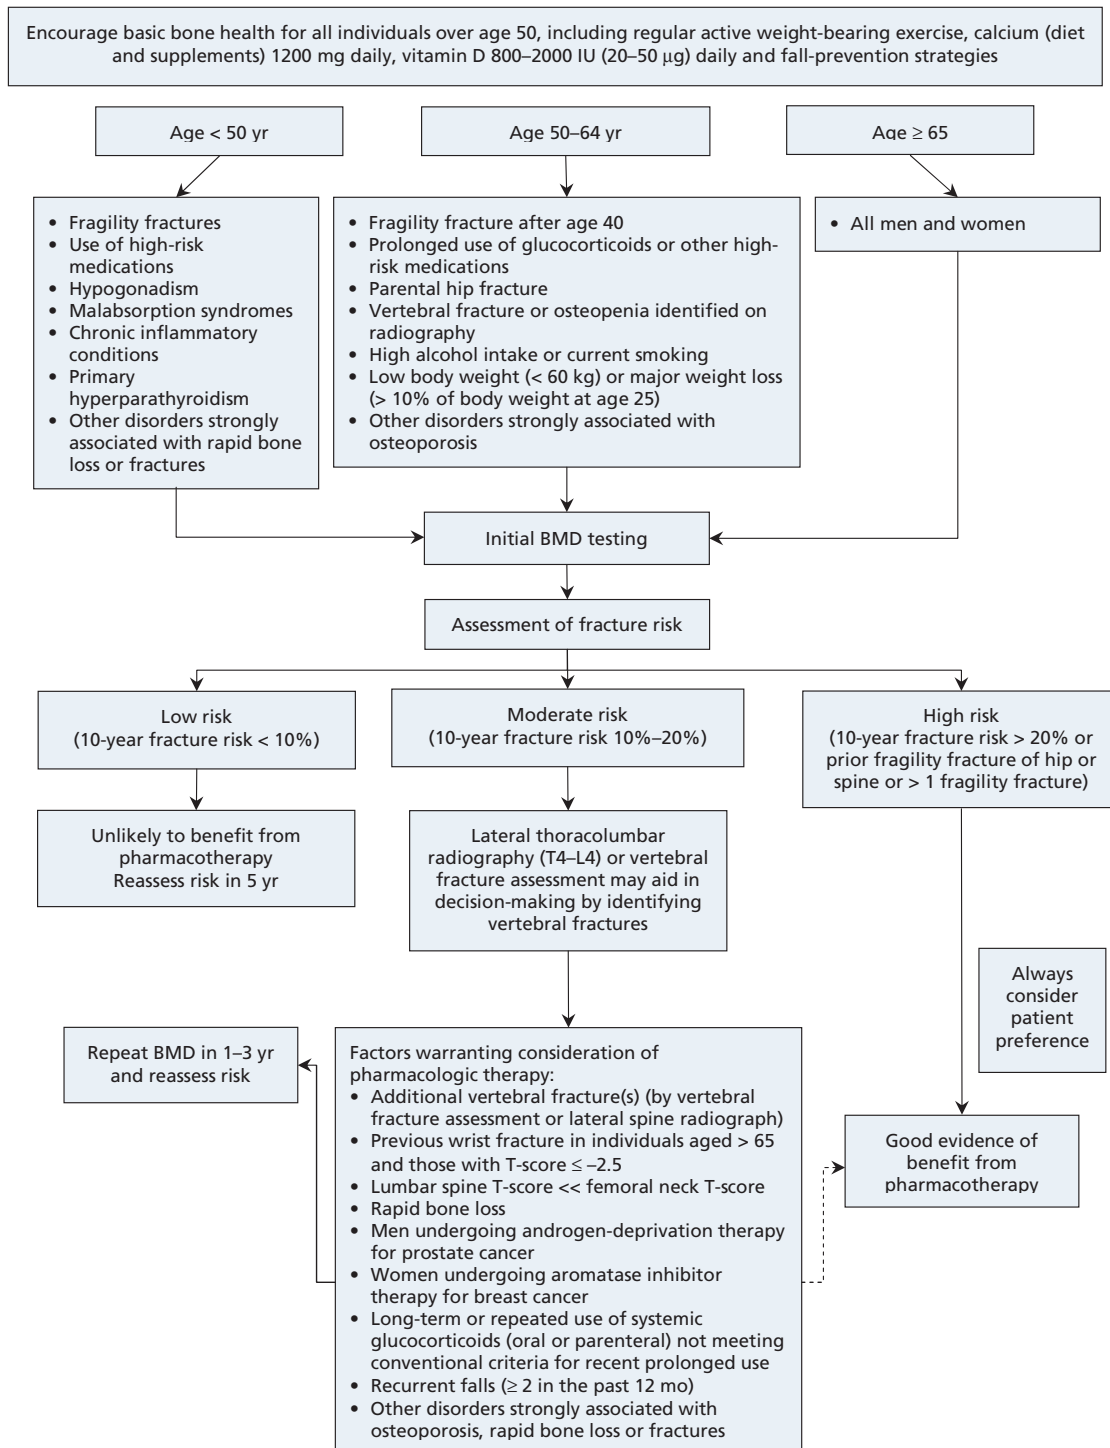 Encourage basic bone health for all individuals over age 50, including regular active weight-bearing exercise, calcium (diet
and supplements) 1200 mg daily, vitamin D 800–2000 IU (20–50 μg) daily and fall-prevention strategies
Age < 50 yr
Age 50–64 yr
Age ≥ 65
• Fragility fractures
• Use of high-risk
medications
• Hypogonadism
• Malabsorption syndromes
• Chronic inflammatory
conditions
• Primary
hyperparathyroidism
• Other disorders strongly
associated with rapid bone
loss or fractures
• Fragility fracture after age 40
• Prolonged use of glucocorticoids or other high-
risk medications
• Parental hip fracture
• Vertebral fracture or osteopenia identified on
radiography
• High alcohol intake or current smoking
• Low body weight (< 60 kg) or major weight loss
(> 10% of body weight at age 25)
• Other disorders strongly associated with
osteoporosis
• All men and women
Initial BMD testing
Assessment of fracture risk
Low risk
(10-year fracture risk < 10%)
Moderate risk
(10-year fracture risk 10%–20%)
High risk
(10-year fracture risk > 20% or
prior fragility fracture of hip or
spine or > 1 fragility fracture)
Unlikely to benefit from
pharmacotherapy
Reassess risk in 5 yr
Lateral thoracolumbar
radiography (T4–L4) or vertebral
fracture assessment may aid in
decision-making by identifying
vertebral fractures
Always
consider
patient
preference
Repeat BMD in 1–3 yr
and reassess risk
Factors warranting consideration of
pharmacologic therapy:
• Additional vertebral fracture(s) (by vertebral
fracture assessment or lateral spine radiograph)
• Previous wrist fracture in individuals aged > 65
and those with T-score ≤ –2.5
• Lumbar spine T-score << femoral neck T-score
• Rapid bone loss
• Men undergoing androgen-deprivation therapy
for prostate cancer
• Women undergoing aromatase inhibitor
therapy for breast cancer
• Long-term or repeated use of systemic
glucocorticoids (oral or parenteral) not meeting
conventional criteria for recent prolonged use
• Recurrent falls (≥ 2 in the past 12 mo)
• Other disorders strongly associated with
osteoporosis, rapid bone loss or fractures
Good evidence of
benefit from
pharmacotherapy